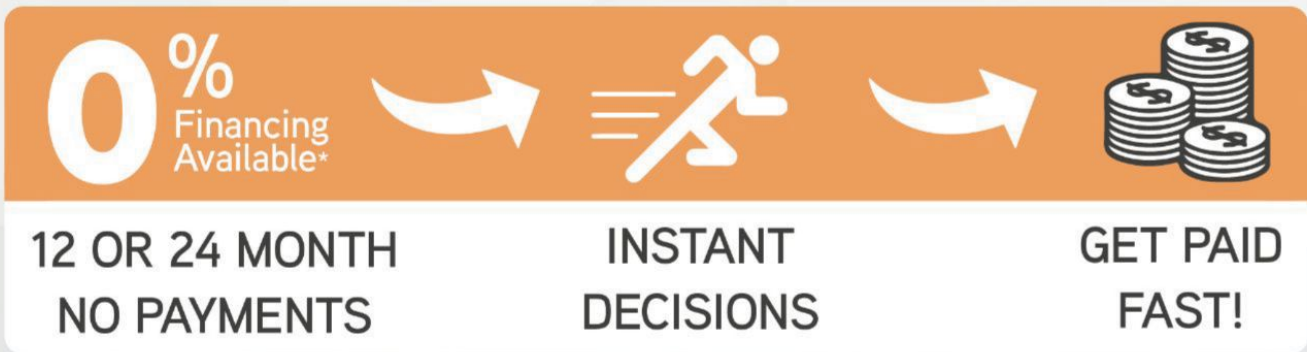 0%
Financing
Available*
12 OR 24 MONTH
NO PAYMENTS
INSTANT
DECISIONS
GET PAID
FAST!